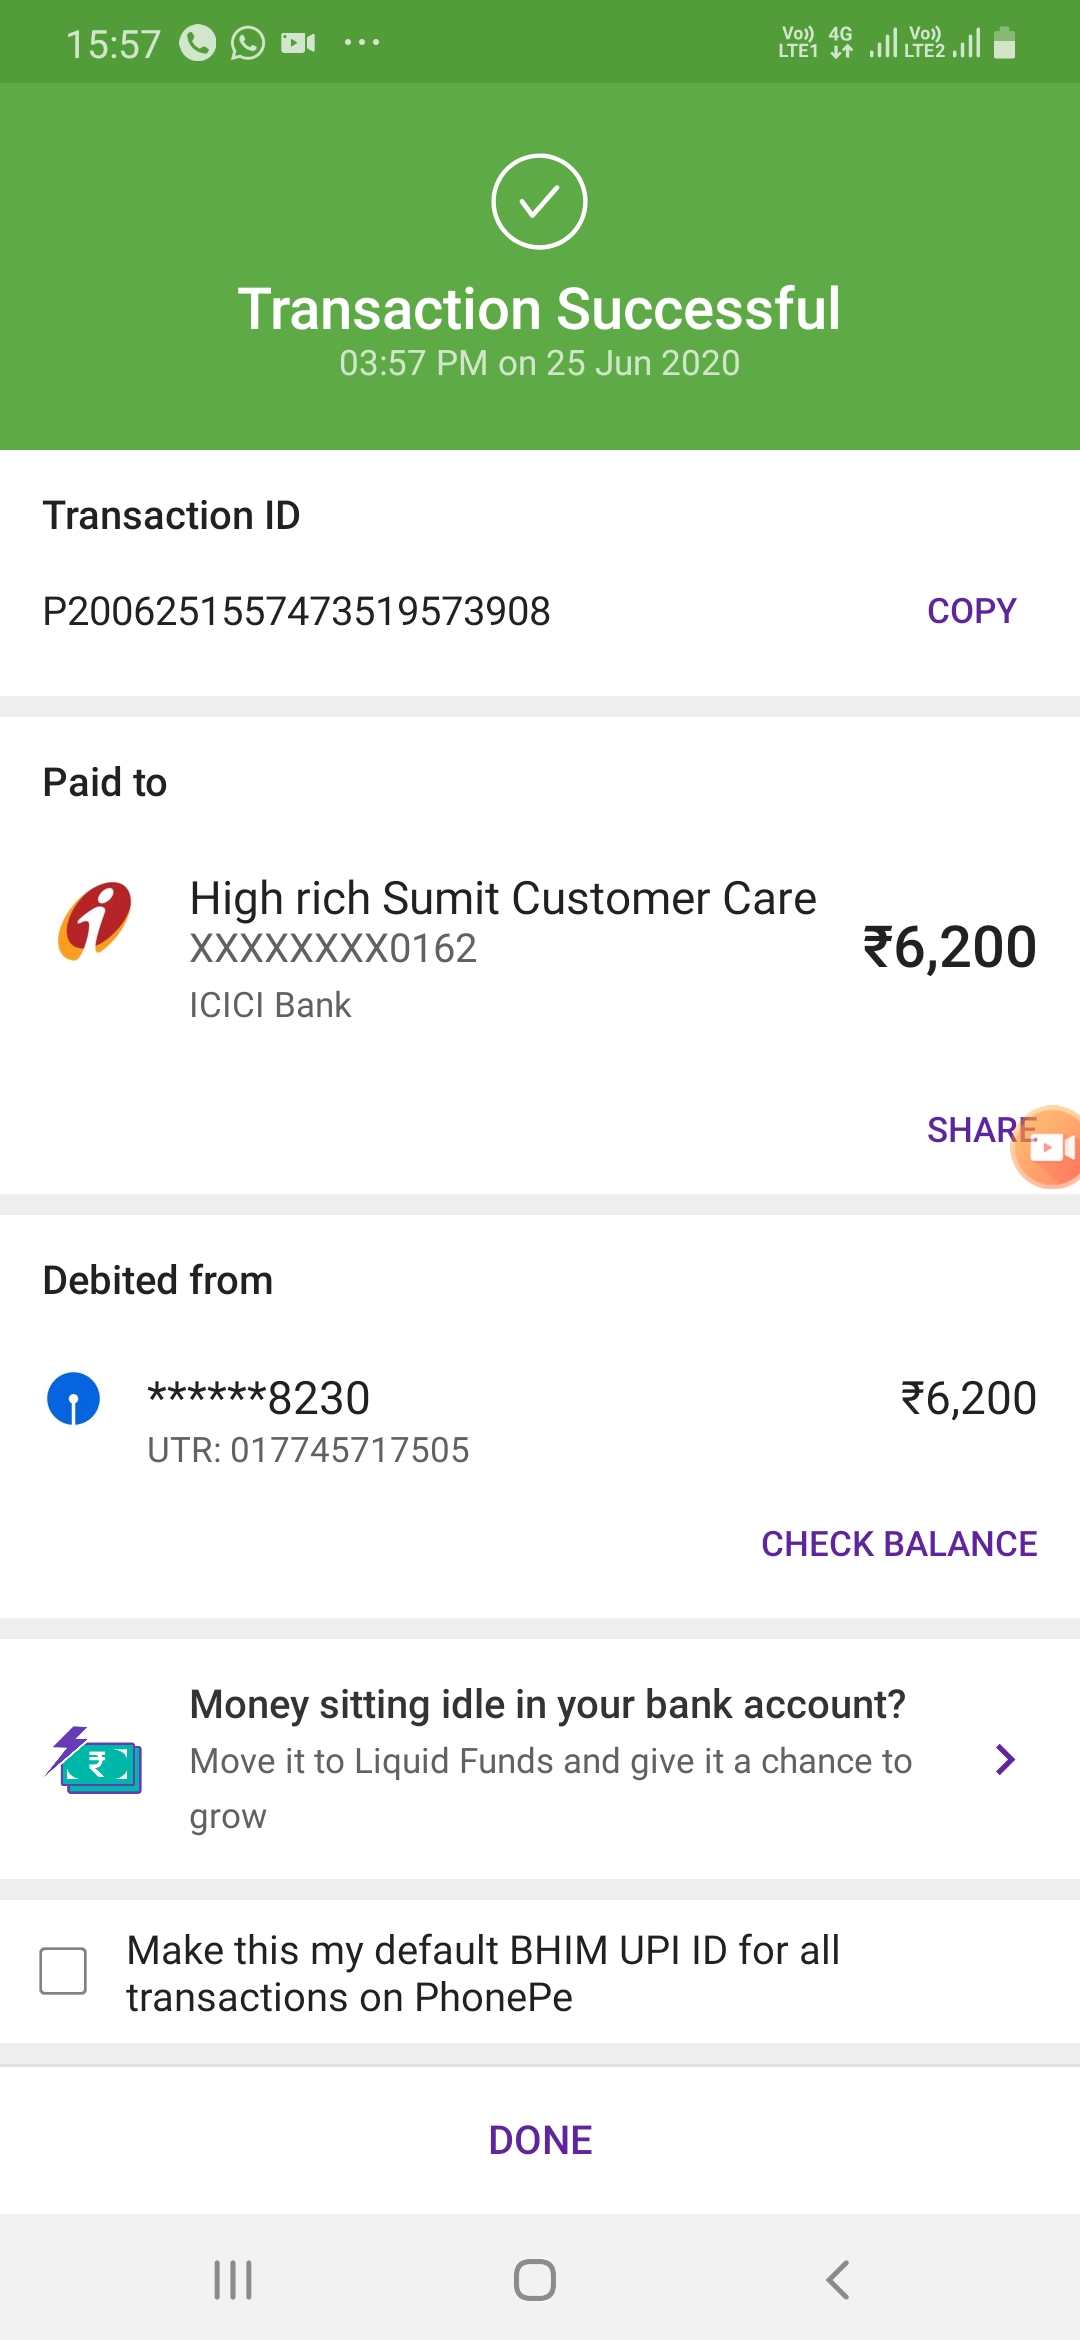 15:57
Vo)) 4G Vo))
LTE1 LTE2
Transaction Successful
03:57 PM on 25 Jun 2020
Transaction ID
P2006251557473519573908
COPY
Paid to
High rich Sumit Customer Care
XXXXXXXX0162
₹6,200
ICICI Bank
SHARE
Debited from
******8230
₹6,200
UTR: 017745717505
CHECK BALANCE
Money sitting idle in your bank account?
Move it to Liquid Funds and give it a chance to
grow
Make this my default BHIM UPI ID for all
transactions on PhonePe
DONE